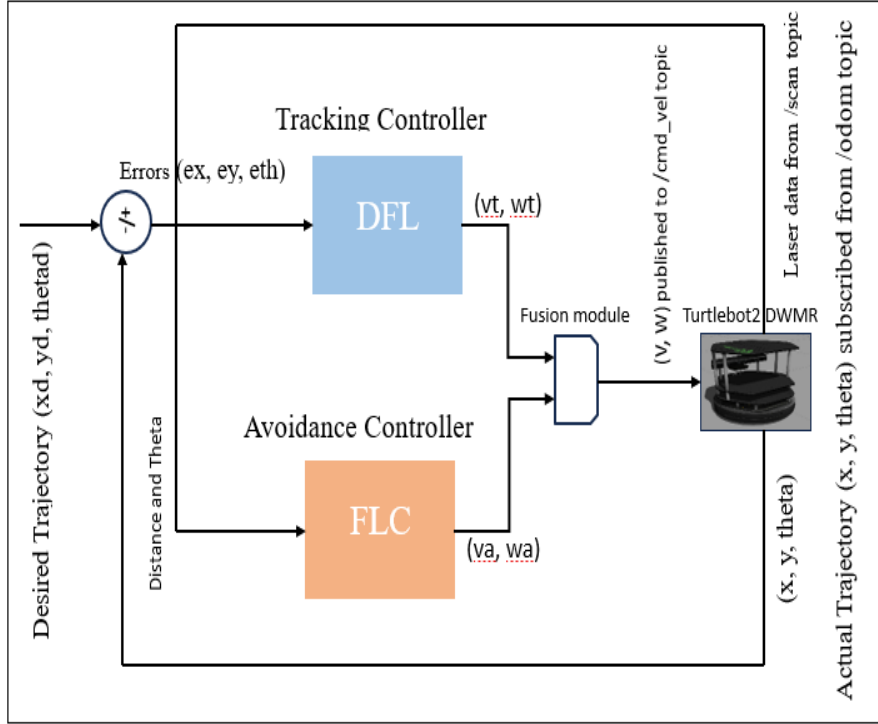 Tracking Controller
Errors (ex, ey, eth)
-/+
DFL
(vt, wt)
Fusion module
(V, W) published to /cmd_vel topic
Turtlebot2 DWMR
Laser data from /scan topic
Actual Trajectory (x, y, theta) subscribed from /odom topic
Desired Trajectory (xd, yd, thetad)
Distance and Theta
Avoidance Controller
FLC
(va, wa)
(x, y, theta)